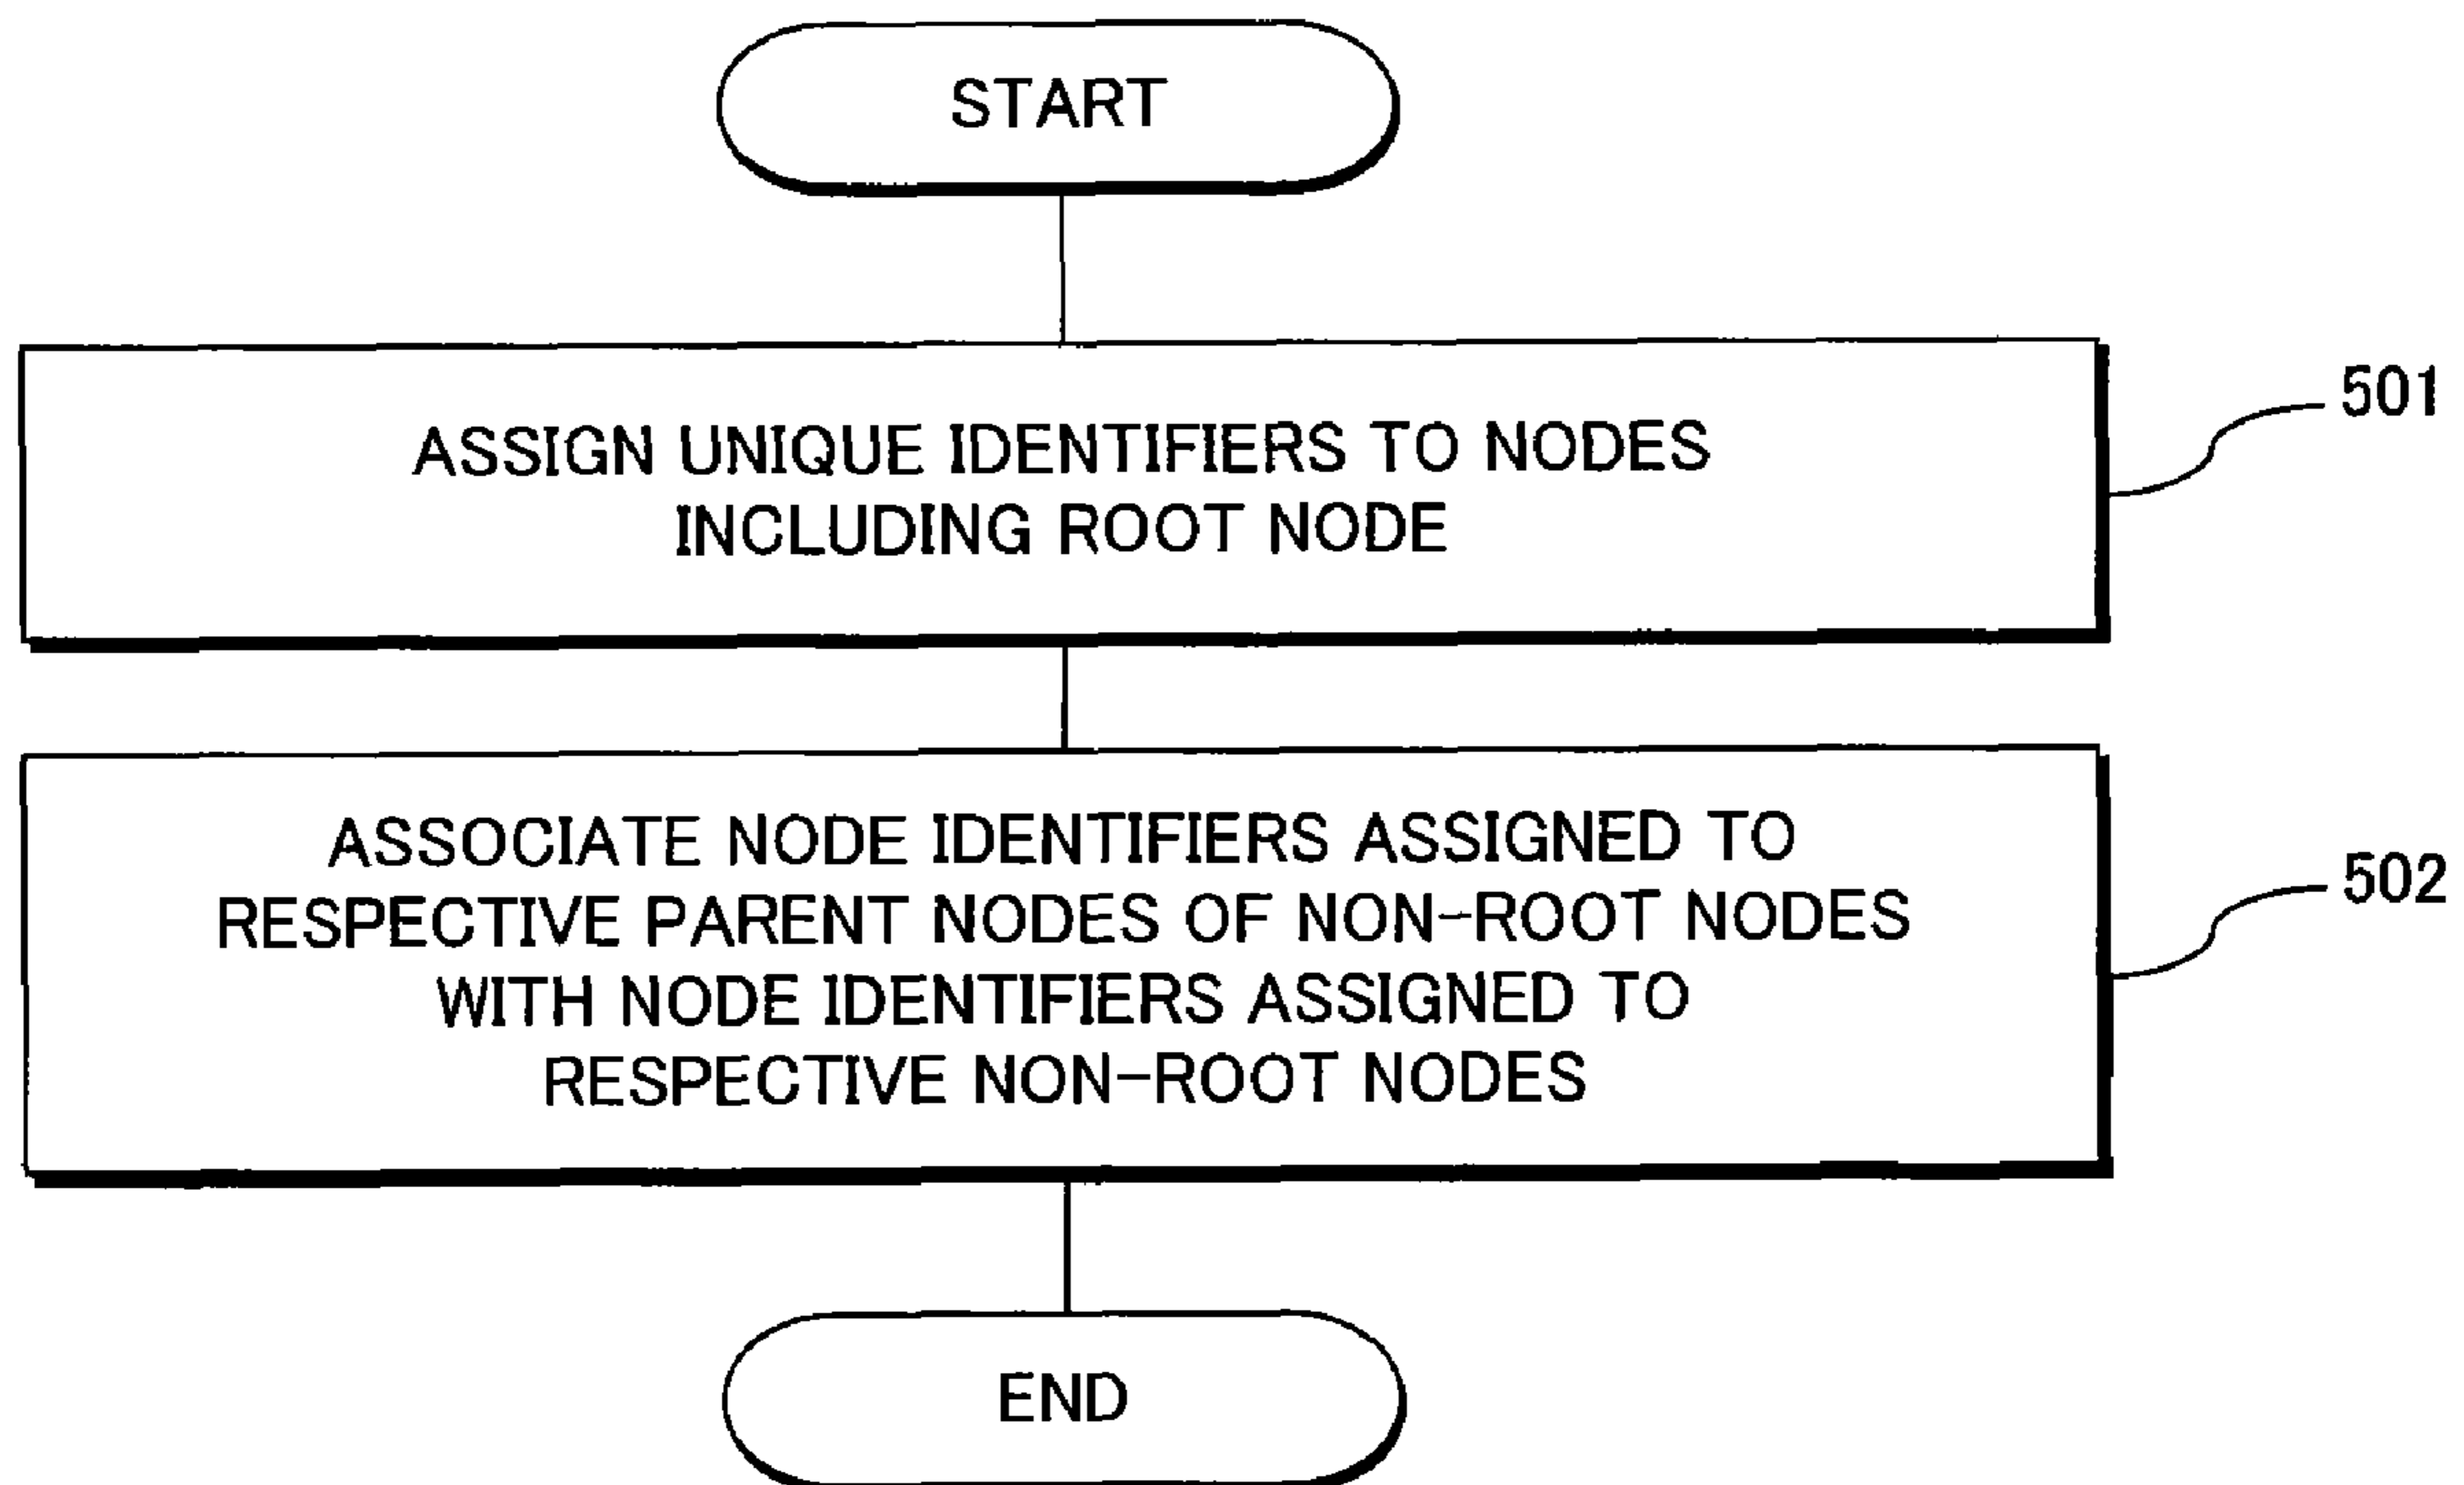 START
ASSIGN UNIQUE IDENTIFIERS TO NODES
INCLUDING ROOT NODE
501
ASSOCIATE NODE IDENTIFIERS ASSIGNED TO
RESPECTIVE PARENT NODES OF NON-ROOT NODES
WITH NODE IDENTIFIERS ASSIGNED TO
RESPECTIVE NON-ROOT NODES
502
END